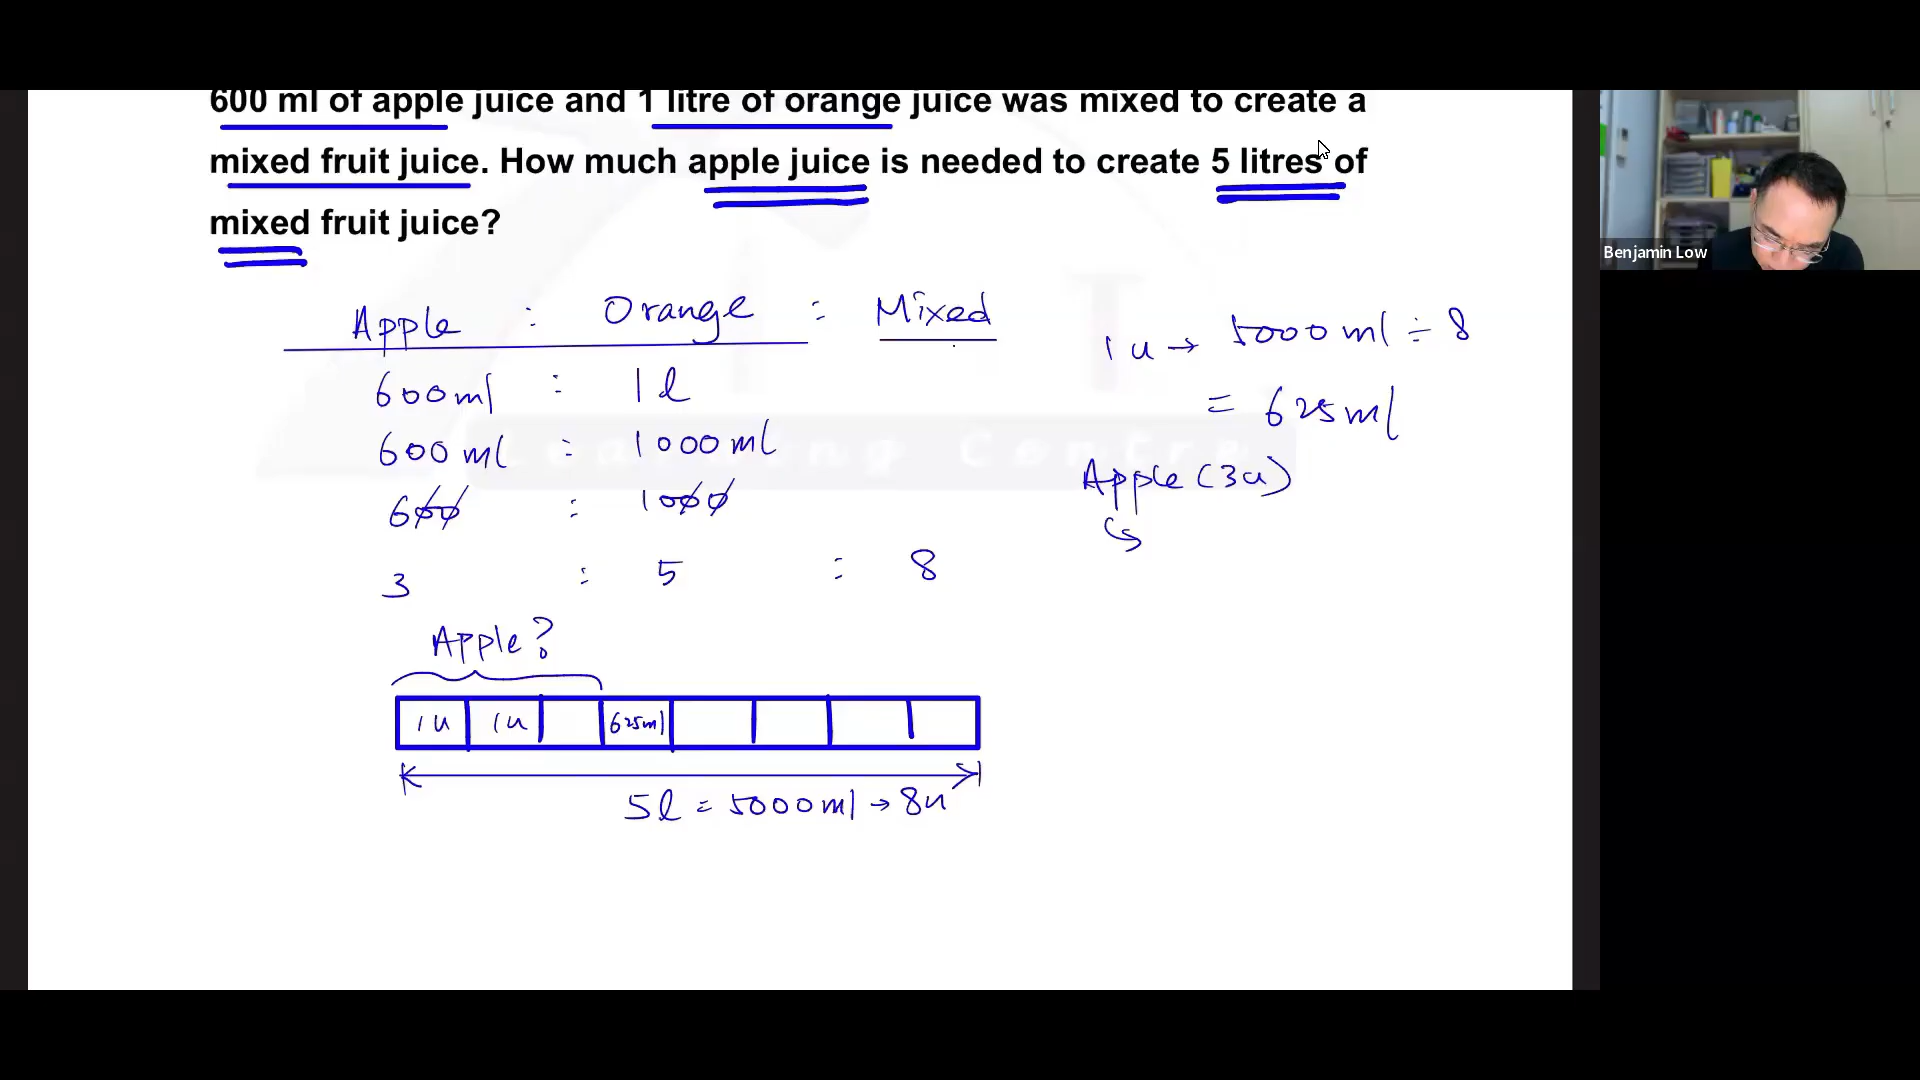 600 ml of apple juice and 1 litre of orange juice was mixed to create a
mixed fruit juice. How much apple juice is needed to create 5 litres of
mixed fruit juice?
Benjamin Low
Apple : Orange : Mixed
600ml : 1l
600ml : 1000ml
600 : 1000
3 : 5 : 8
Apple?
1u 1u 625ml
5l = 5000ml → 8u
1u → 5000ml ÷ 8
= 625ml
Apple (3u)
Learning Centre